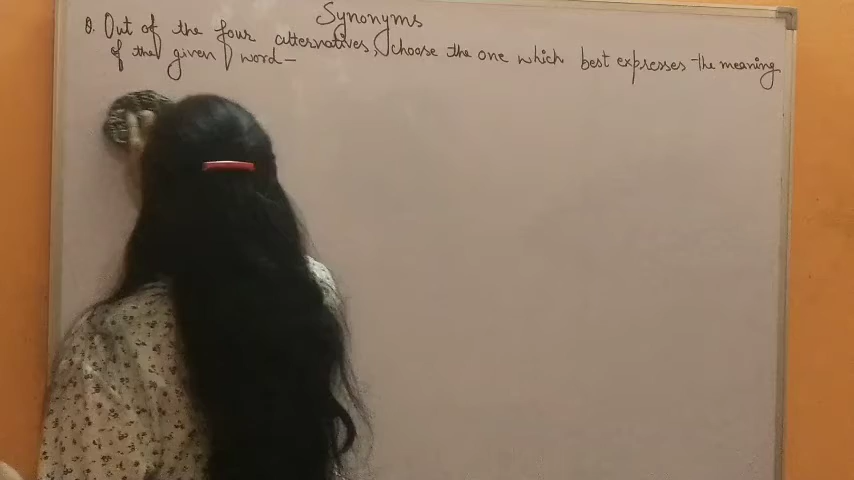 Synonyms
Q. Out of the four alternatives, choose the one which best expresses the meaning
of the given word-